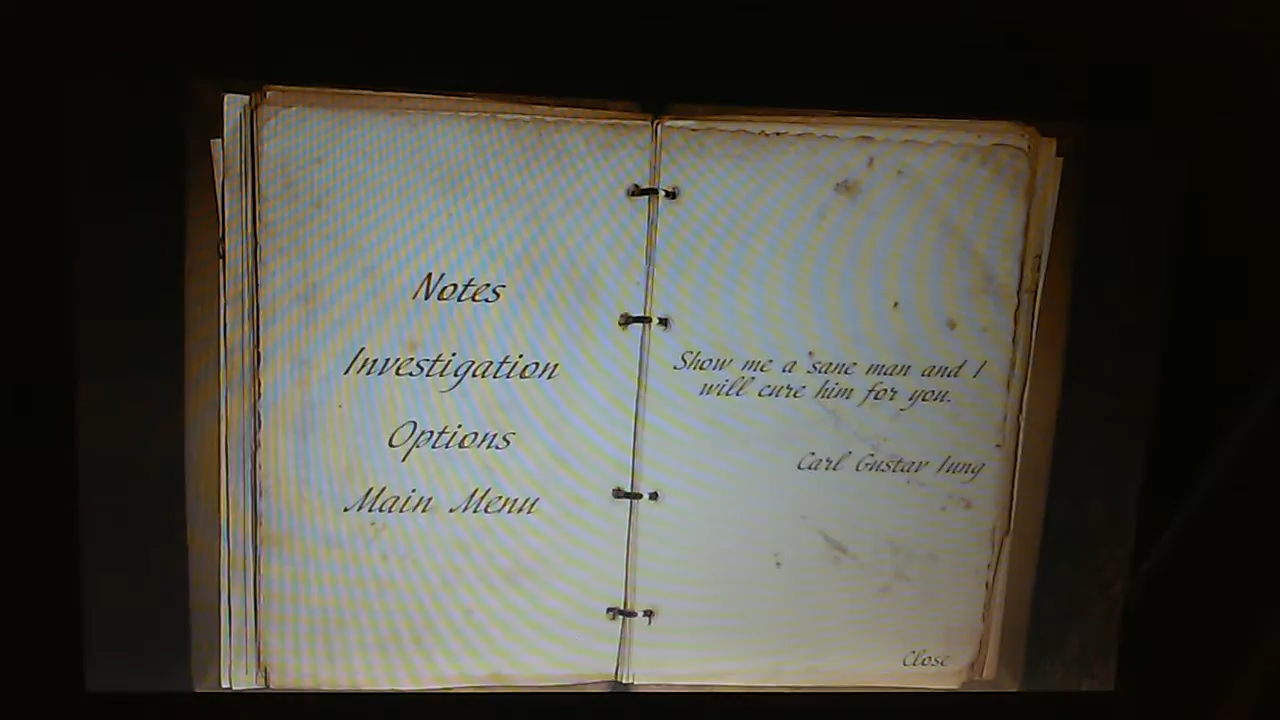 Notes
Investigation
Options
Main Menu
Show me a sane man and I
will cure him for you.
Carl Gustav Jung
Close